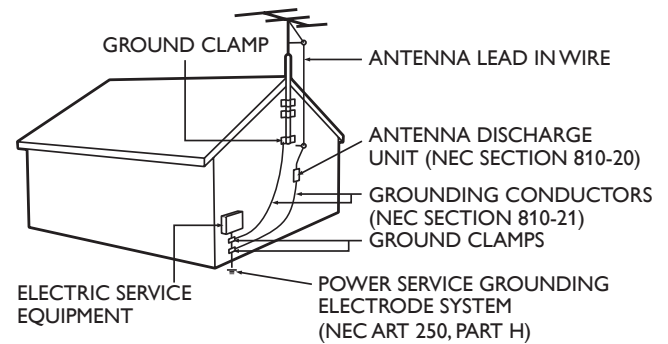 GROUND CLAMP
ANTENNA LEAD IN WIRE
ANTENNA DISCHARGE
UNIT (NEC SECTION 810-20)
GROUNDING CONDUCTORS
(NEC SECTION 810-21)
GROUND CLAMPS
ELECTRIC SERVICE
EQUIPMENT
POWER SERVICE GROUNDING
ELECTRODE SYSTEM
(NEC ART 250, PART H)